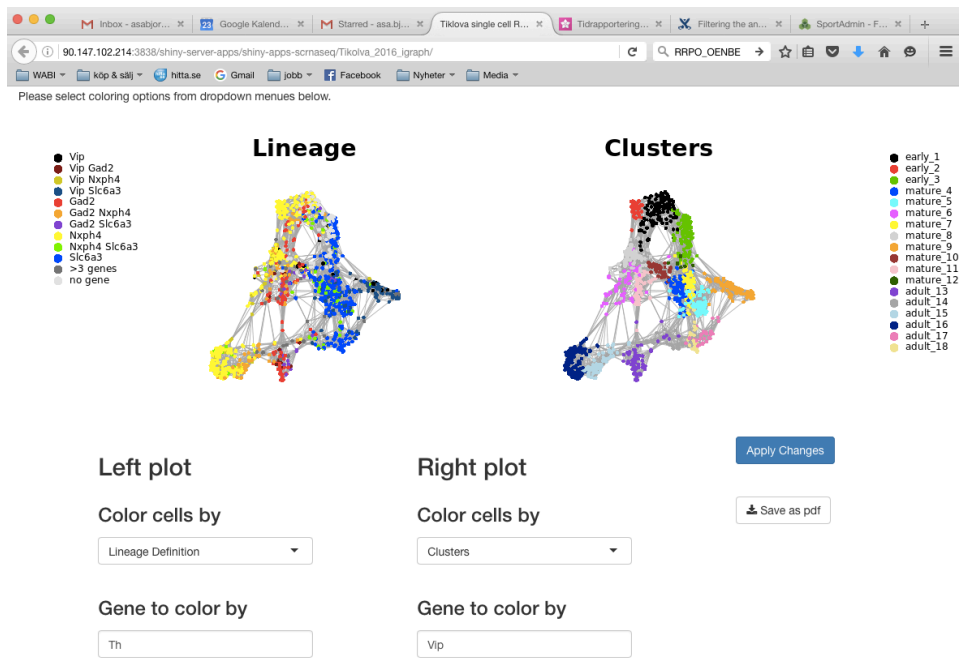 M Inbox - asabjor...
23 Google Kalend...
M Starred - asa.bj...
Tiklova single cell R...
Tidrapportering...
Filtering the an...
SportAdmin - F...
90.147.102.214:3838/shiny-server-apps/shiny-apps-scrnaseq/Tikolva_2016_igraph/
RRPO_OENBE
WABI köp & sälj hitta.se Gmail jobb Facebook Nyheter Media
Please select coloring options from dropdown menues below.
Lineage
Vip
Vip Gad2
Vip Nxph4
Vip Slc6a3
Gad2
Gad2 Nxph4
Gad2 Slc6a3
Nxph4
Nxph4 Slc6a3
Slc6a3
>3 genes
no gene
Clusters
early_1
early_2
early_3
mature_4
mature_5
mature_6
mature_7
mature_8
mature_9
mature_10
mature_11
mature_12
adult_13
adult_14
adult_15
adult_16
adult_17
adult_18
Left plot
Color cells by
Lineage Definition
Gene to color by
Th
Right plot
Color cells by
Clusters
Gene to color by
Vip
Apply Changes
Save as pdf